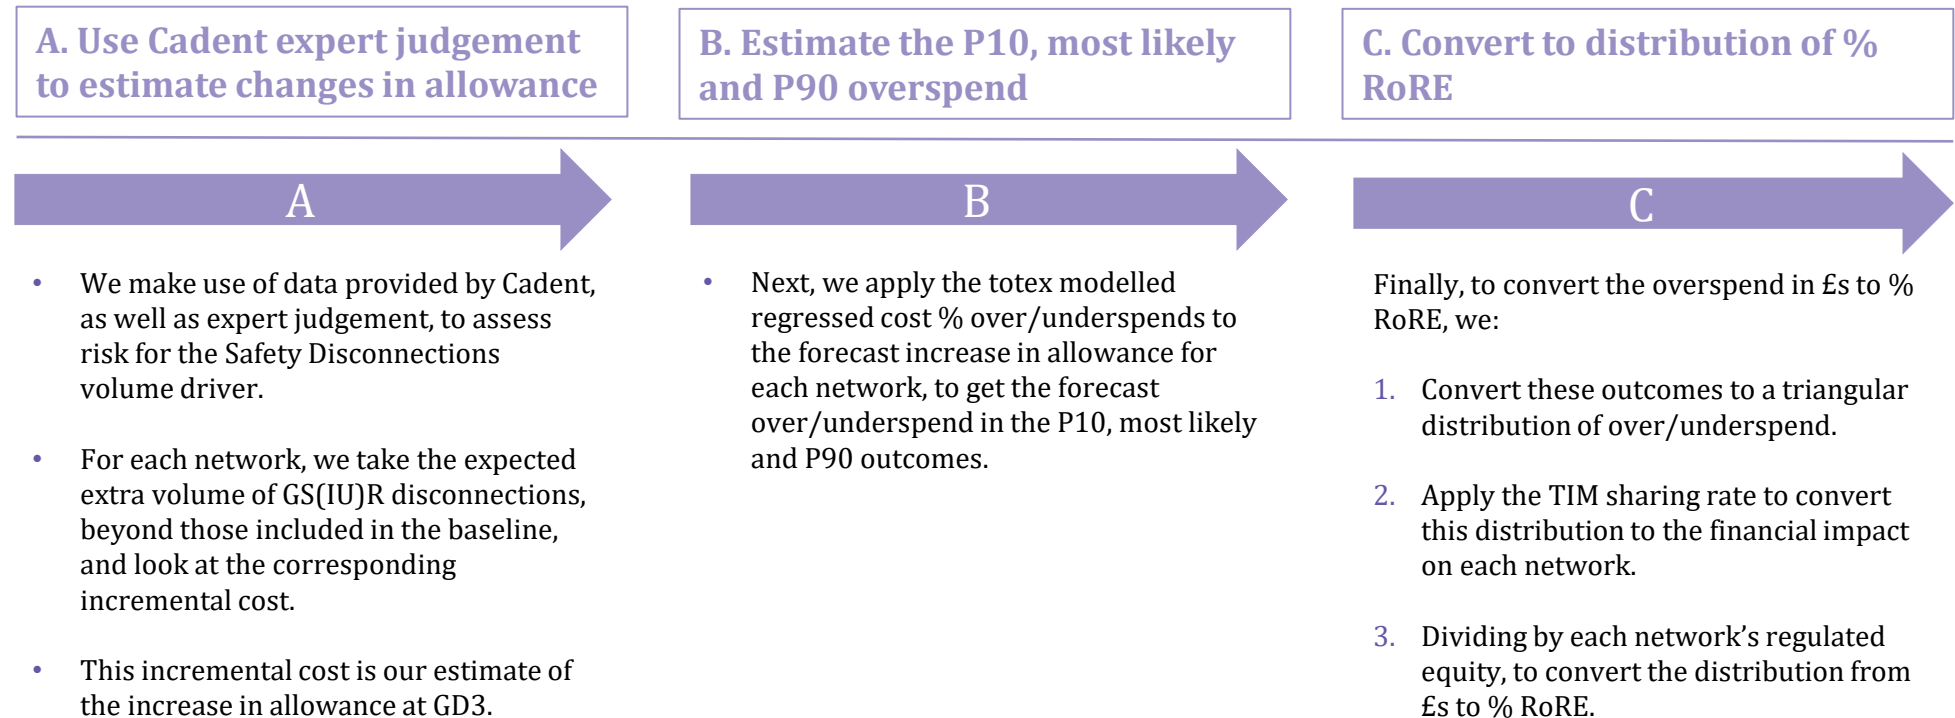 A. Use Cadent expert judgement
to estimate changes in allowance
B. Estimate the P10, most likely
and P90 overspend
C. Convert to distribution of %
RoRE
A
B
C
• We make use of data provided by Cadent,
as well as expert judgement, to assess
risk for the Safety Disconnections
volume driver.
• For each network, we take the expected
extra volume of GS(IU)R disconnections,
beyond those included in the baseline,
and look at the corresponding
incremental cost.
• This incremental cost is our estimate of
the increase in allowance at GD3.
• Next, we apply the totex modelled
regressed cost % over/underspends to
the forecast increase in allowance for
each network, to get the forecast
over/underspend in the P10, most likely
and P90 outcomes.
Finally, to convert the overspend in £s to %
RoRE, we:
1. Convert these outcomes to a triangular
distribution of over/underspend.
2. Apply the TIM sharing rate to convert
this distribution to the financial impact
on each network.
3. Dividing by each network’s regulated
equity, to convert the distribution from
£s to % RoRE.